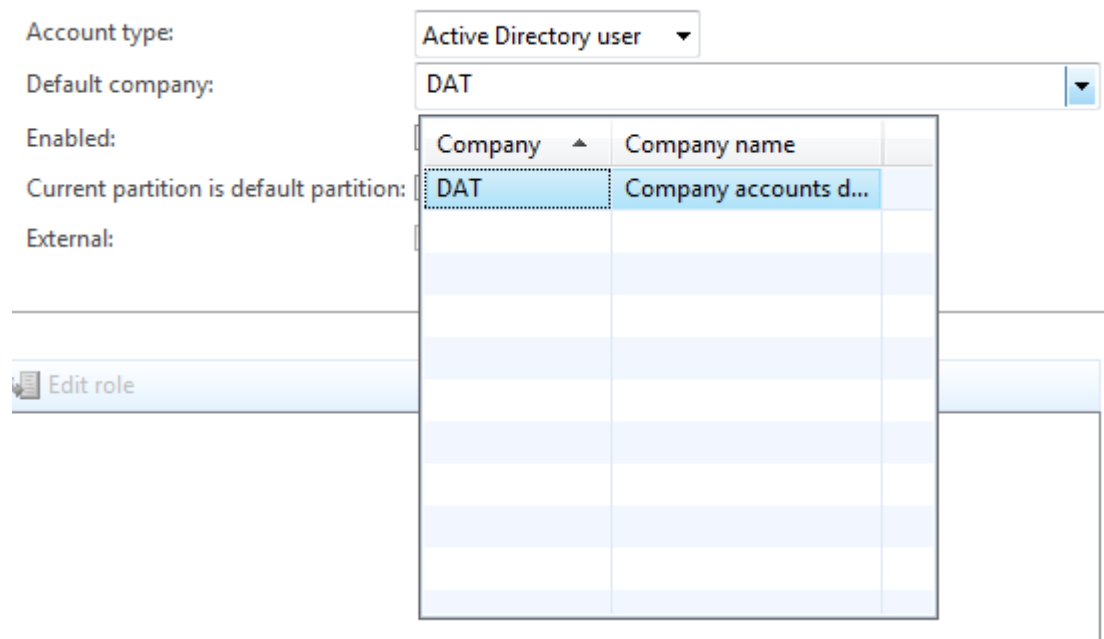 Account type: Active Directory user
Default company: DAT
Enabled:
Company Company name
Current partition is default partition: DAT Company accounts d...
External:
Edit role